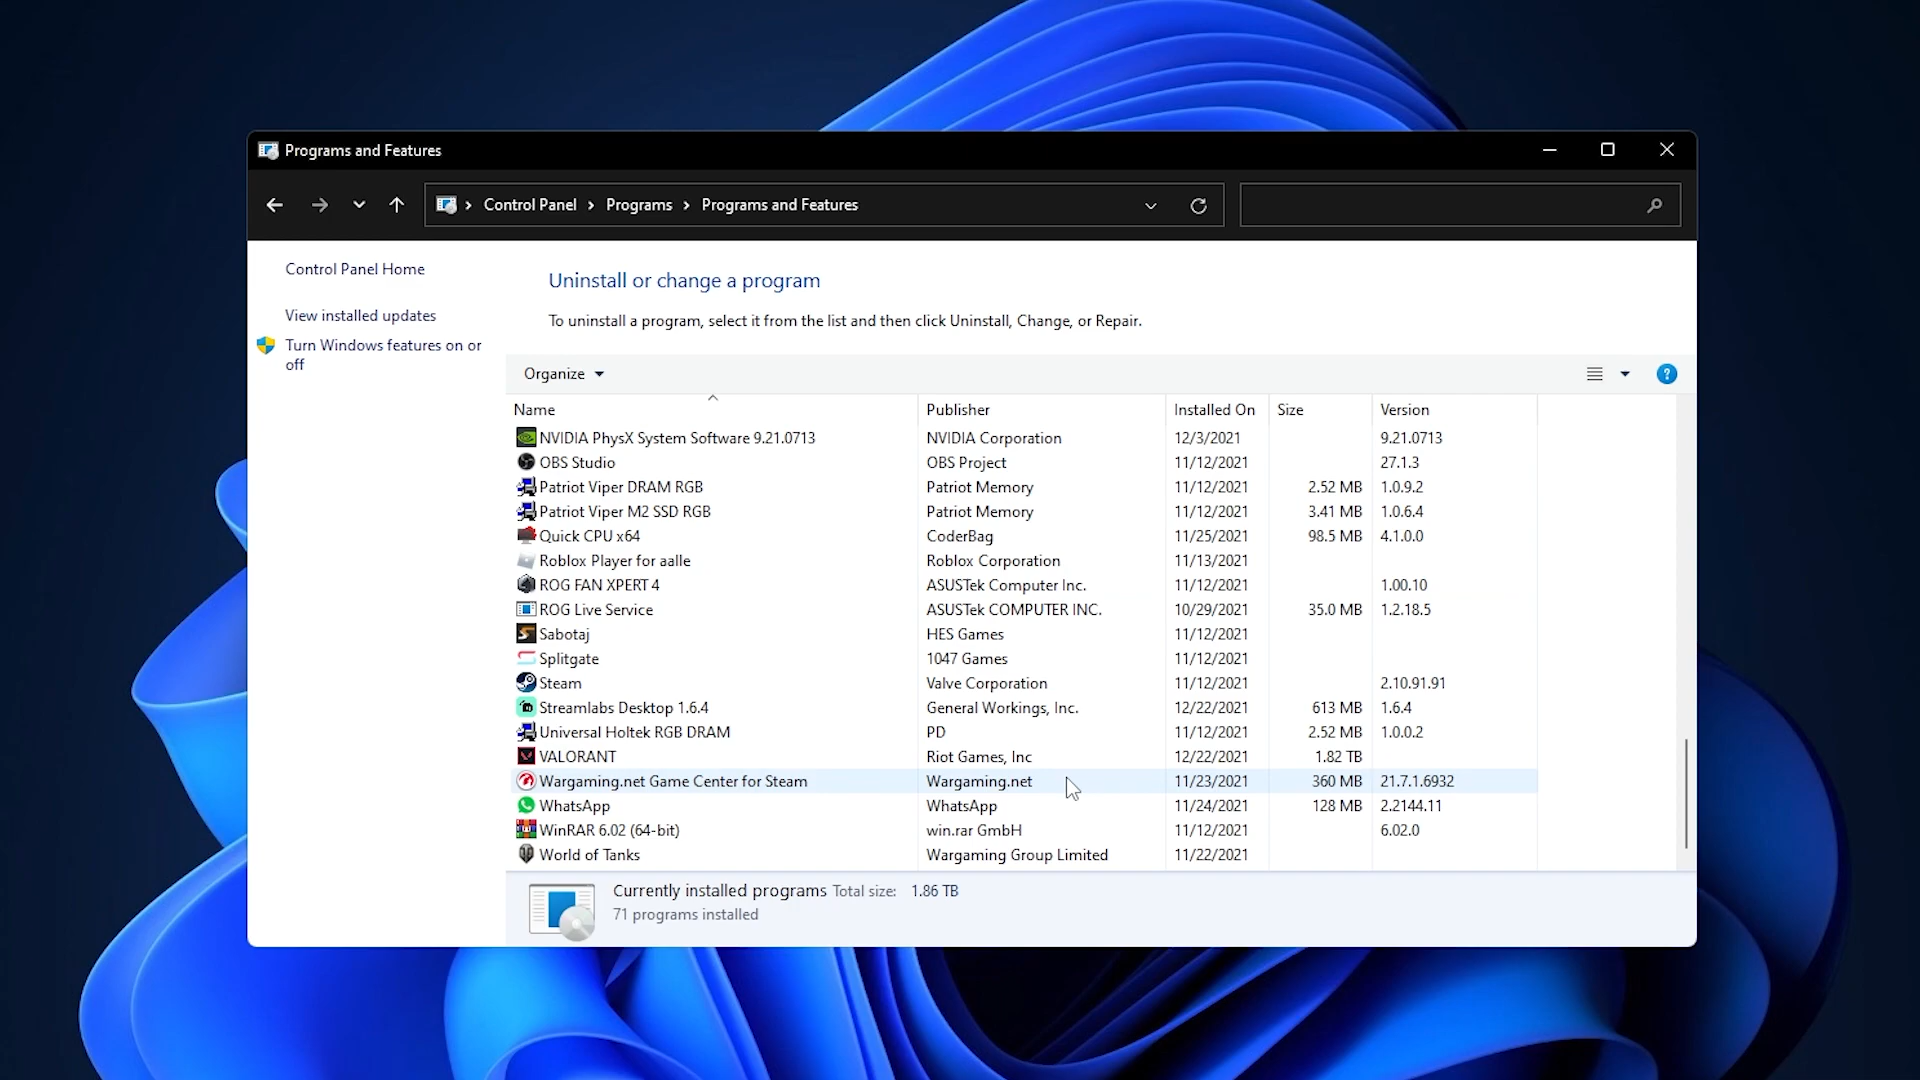 Programs and Features
Control Panel > Programs > Programs and Features
Control Panel Home
View installed updates
Turn Windows features on or
off
Uninstall or change a program
To uninstall a program, select it from the list and then click Uninstall, Change, or Repair.
Organize
Name Publisher Installed On Size Version
NVIDIA PhysX System Software 9.21.0713 NVIDIA Corporation 12/3/2021 9.21.0713
OBS Studio OBS Project 11/12/2021 27.1.3
Patriot Viper DRAM RGB Patriot Memory 11/12/2021 2.52 MB 1.0.9.2
Patriot Viper M2 SSD RGB Patriot Memory 11/12/2021 3.41 MB 1.0.6.4
Quick CPU x64 CoderBag 11/25/2021 98.5 MB 4.1.0.0
Roblox Player for aalle Roblox Corporation 11/13/2021
ROG FAN XPERT 4 ASUSTek Computer Inc. 11/12/2021 1.00.10
ROG Live Service ASUSTek COMPUTER INC. 10/29/2021 35.0 MB 1.2.18.5
Sabotaj HES Games 11/12/2021
Splitgate 1047 Games 11/12/2021
Steam Valve Corporation 11/12/2021 2.10.91.91
Streamlabs Desktop 1.6.4 General Workings, Inc. 12/22/2021 613 MB 1.6.4
Universal Holtek RGB DRAM PD 11/12/2021 2.52 MB 1.0.0.2
VALORANT Riot Games, Inc 12/22/2021 1.82 TB
Wargaming.net Game Center for Steam Wargaming.net 11/23/2021 360 MB 21.7.1.6932
WhatsApp WhatsApp 11/24/2021 128 MB 2.2144.11
WinRAR 6.02 (64-bit) win.rar GmbH 11/12/2021 6.02.0
World of Tanks Wargaming Group Limited 11/22/2021
Currently installed programs Total size: 1.86 TB
71 programs installed